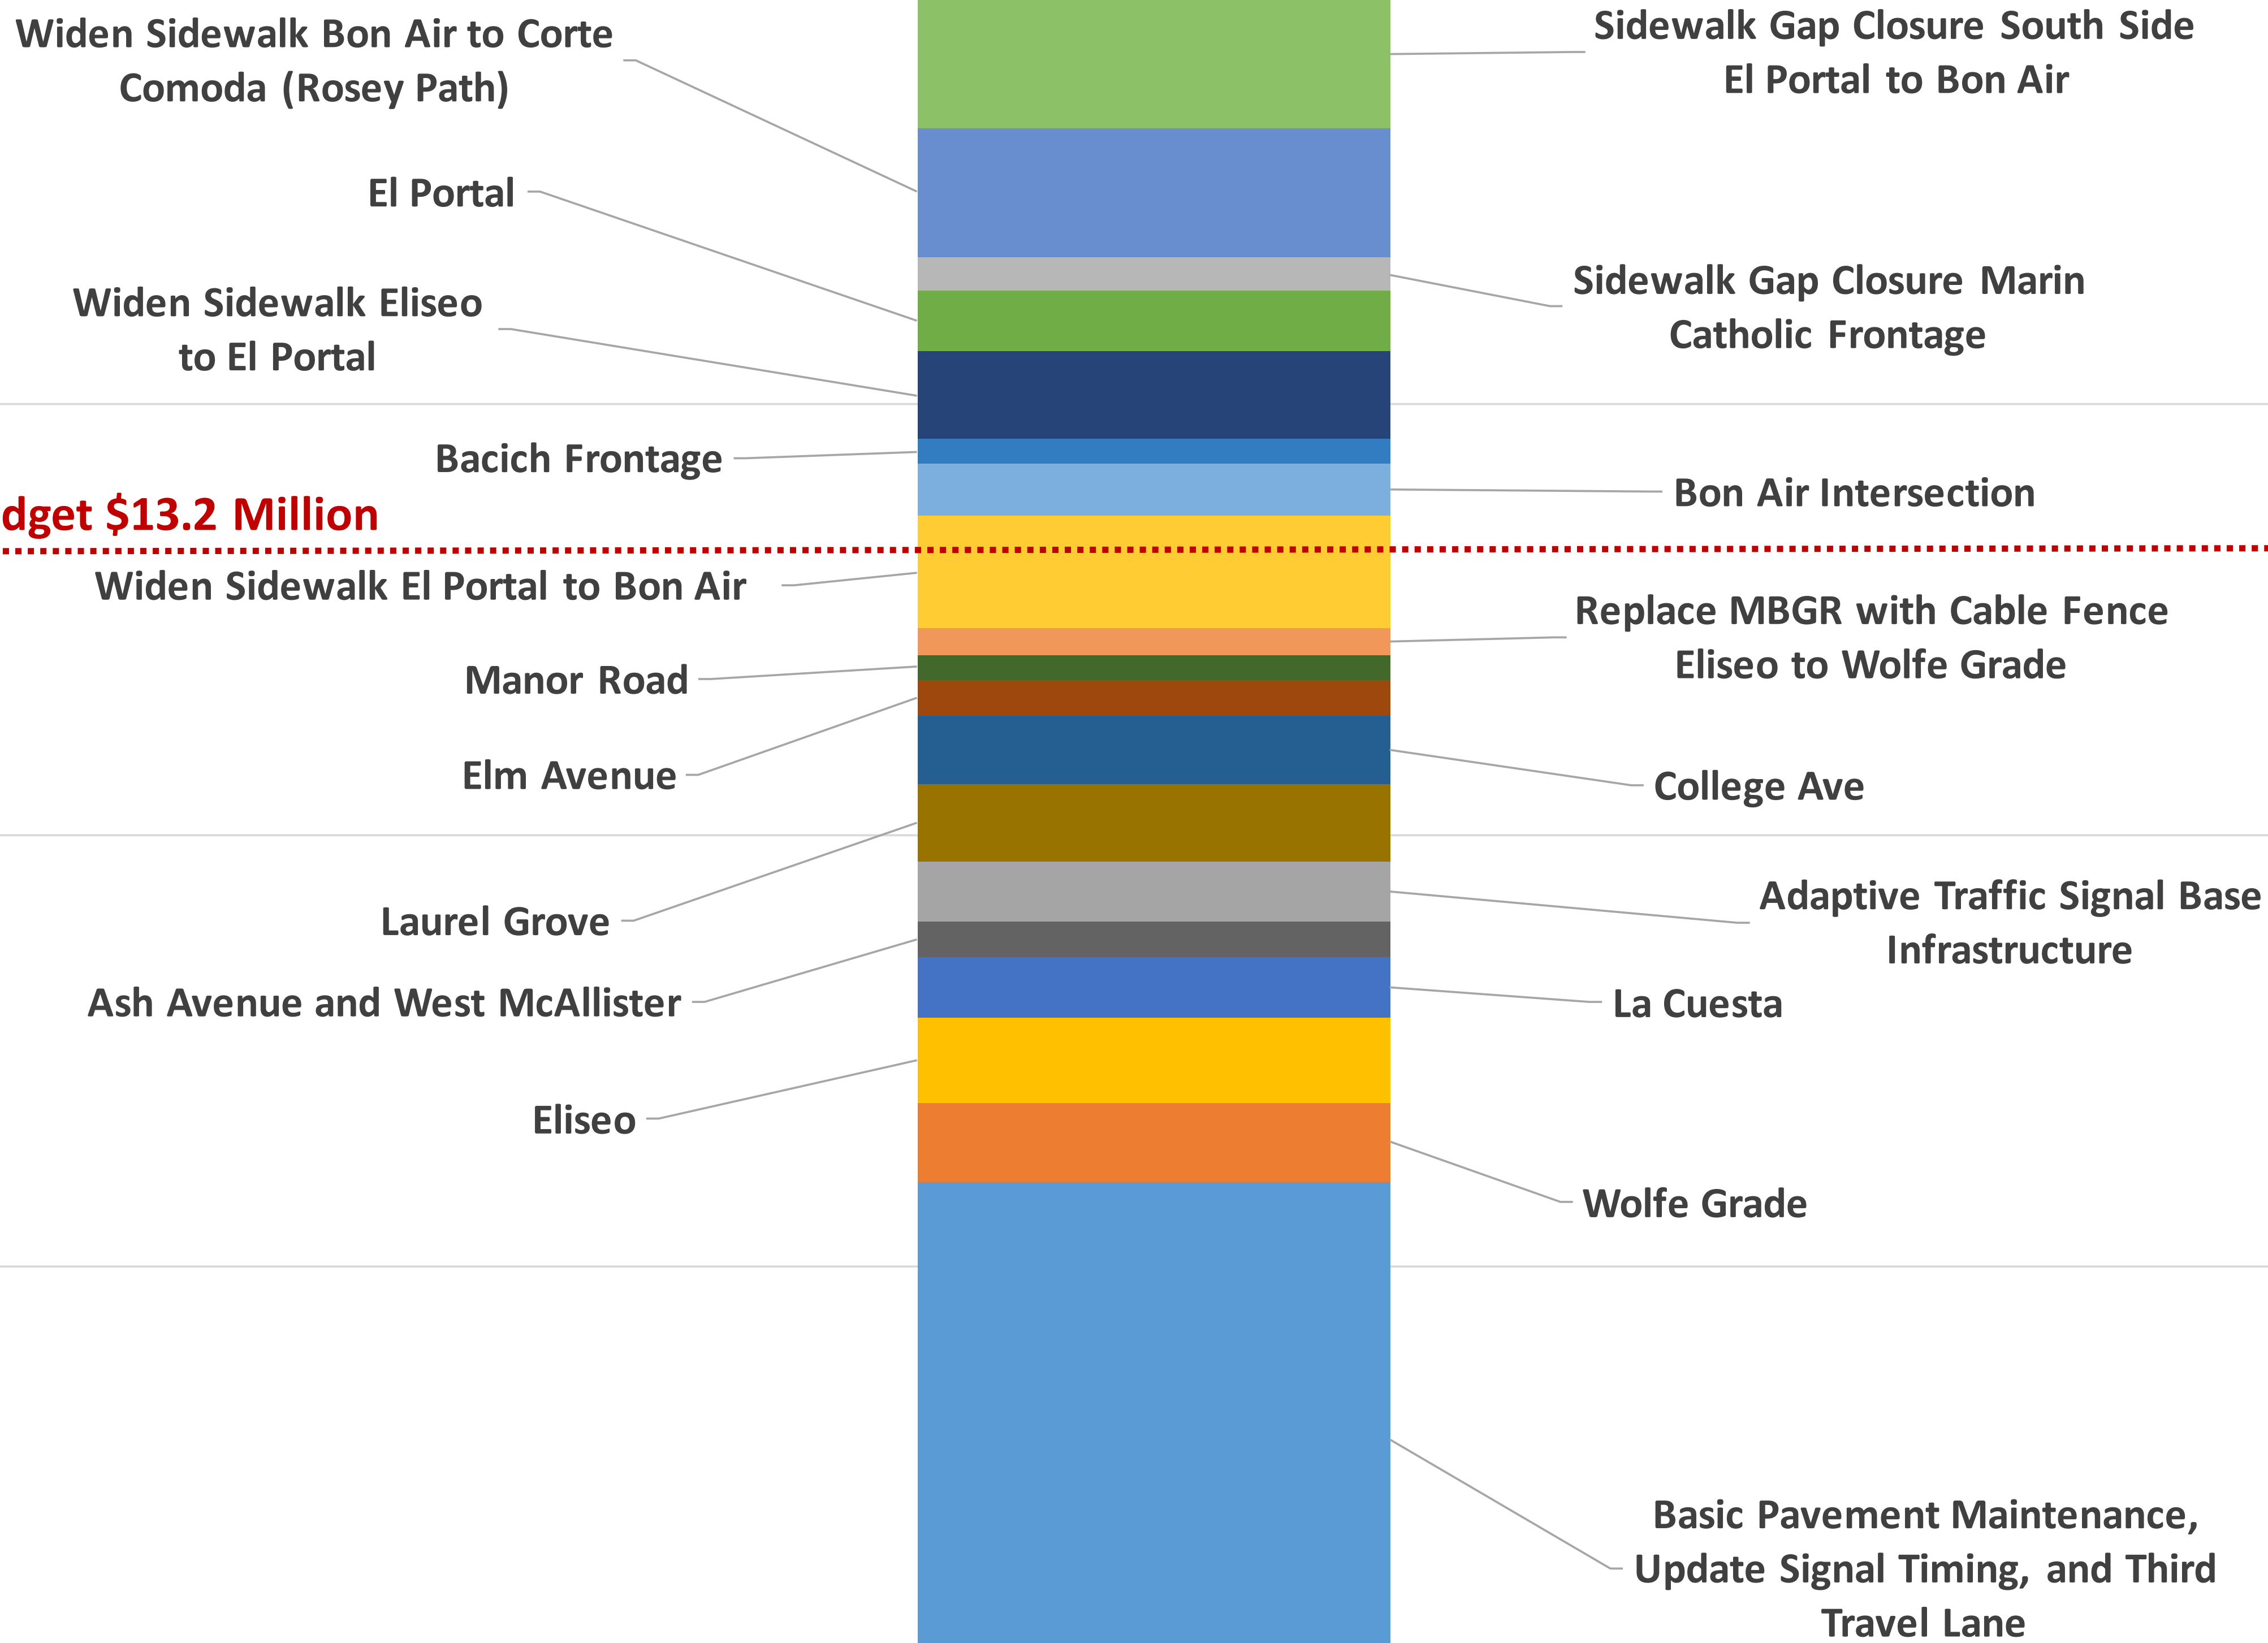 Widen Sidewalk Bon Air to Corte
Comoda (Rosey Path)
Sidewalk Gap Closure South Side
El Portal to Bon Air
El Portal
Sidewalk Gap Closure Marin
Catholic Frontage
Widen Sidewalk Eliseo
to El Portal
Bacich Frontage
Bon Air Intersection
dget $13.2 Million
Widen Sidewalk El Portal to Bon Air
Replace MBGR with Cable Fence
Eliseo to Wolfe Grade
Manor Road
Elm Avenue
College Ave
Laurel Grove
Adaptive Traffic Signal Base
Infrastructure
Ash Avenue and West McAllister
La Cuesta
Eliseo
Wolfe Grade
Basic Pavement Maintenance,
Update Signal Timing, and Third
Travel Lane